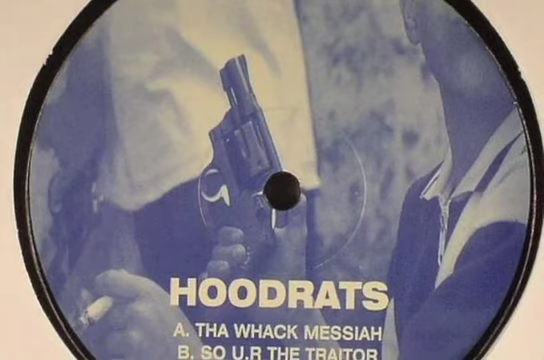 HOODRATS
A. THA WHACK MESSIAH
B. SO U.R THE TRAITOR